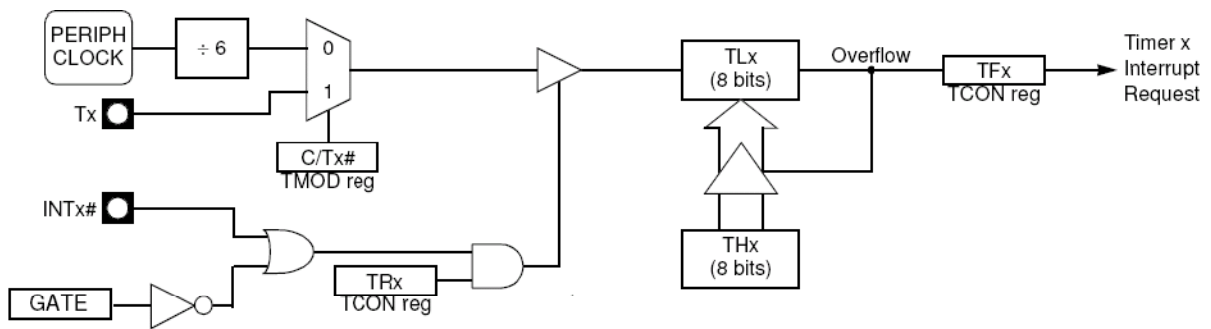 PERIPH
CLOCK
÷ 6
0
1
Tx
C/Tx#
TMOD reg
TLx
(8 bits)
Overflow
TFx
TCON reg
Timer x
Interrupt
Request
INTx#
GATE
TRx
TCON reg
THx
(8 bits)